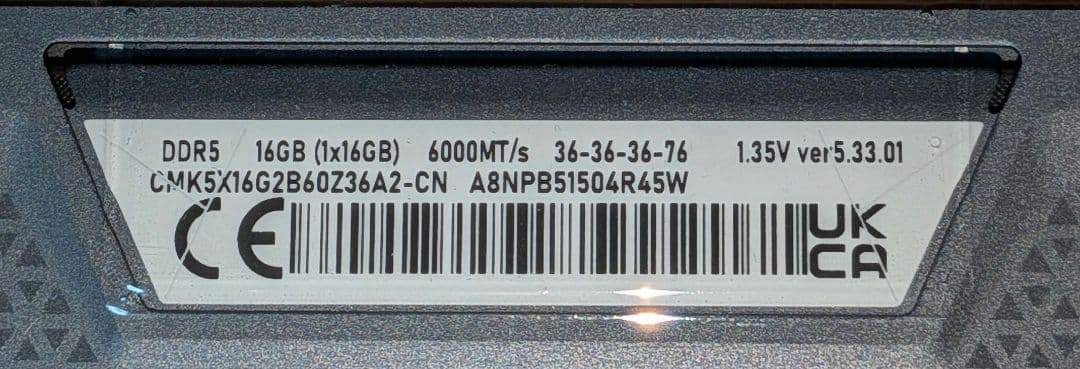 DDR5 16GB (1x16GB) 6000MT/s 36-36-36-76 1.35V ver5.33.01
CMK5X16G2B60Z36A2-CN A8NPB51504R45W
CE UK
CA